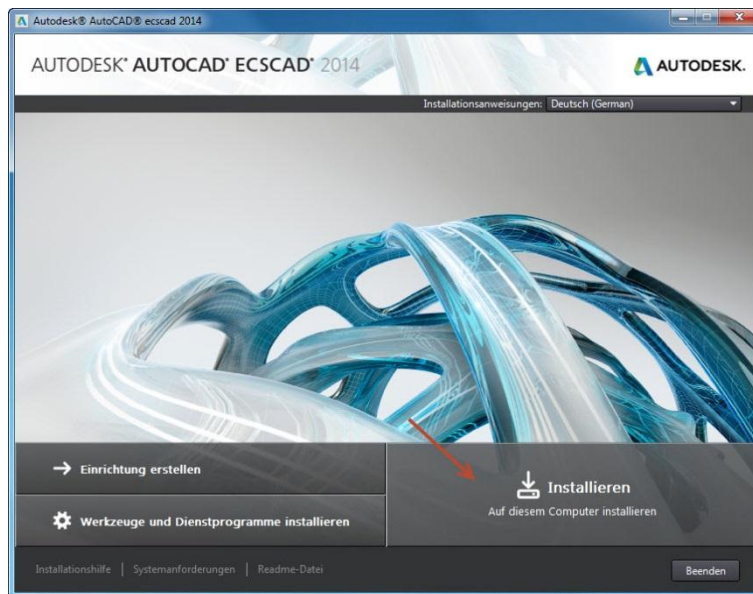 Autodesk® AutoCAD® ecscad 2014
AUTODESK® AUTOCAD® ECSCAD® 2014
AUTODESK.
Installationsanweisungen: Deutsch (German)
Einrichtung erstellen
Werkzeuge und Dienstprogramme installieren
Installieren
Auf diesem Computer installieren
Installationshilfe | Systemanforderungen | Readme-Datei
Beenden